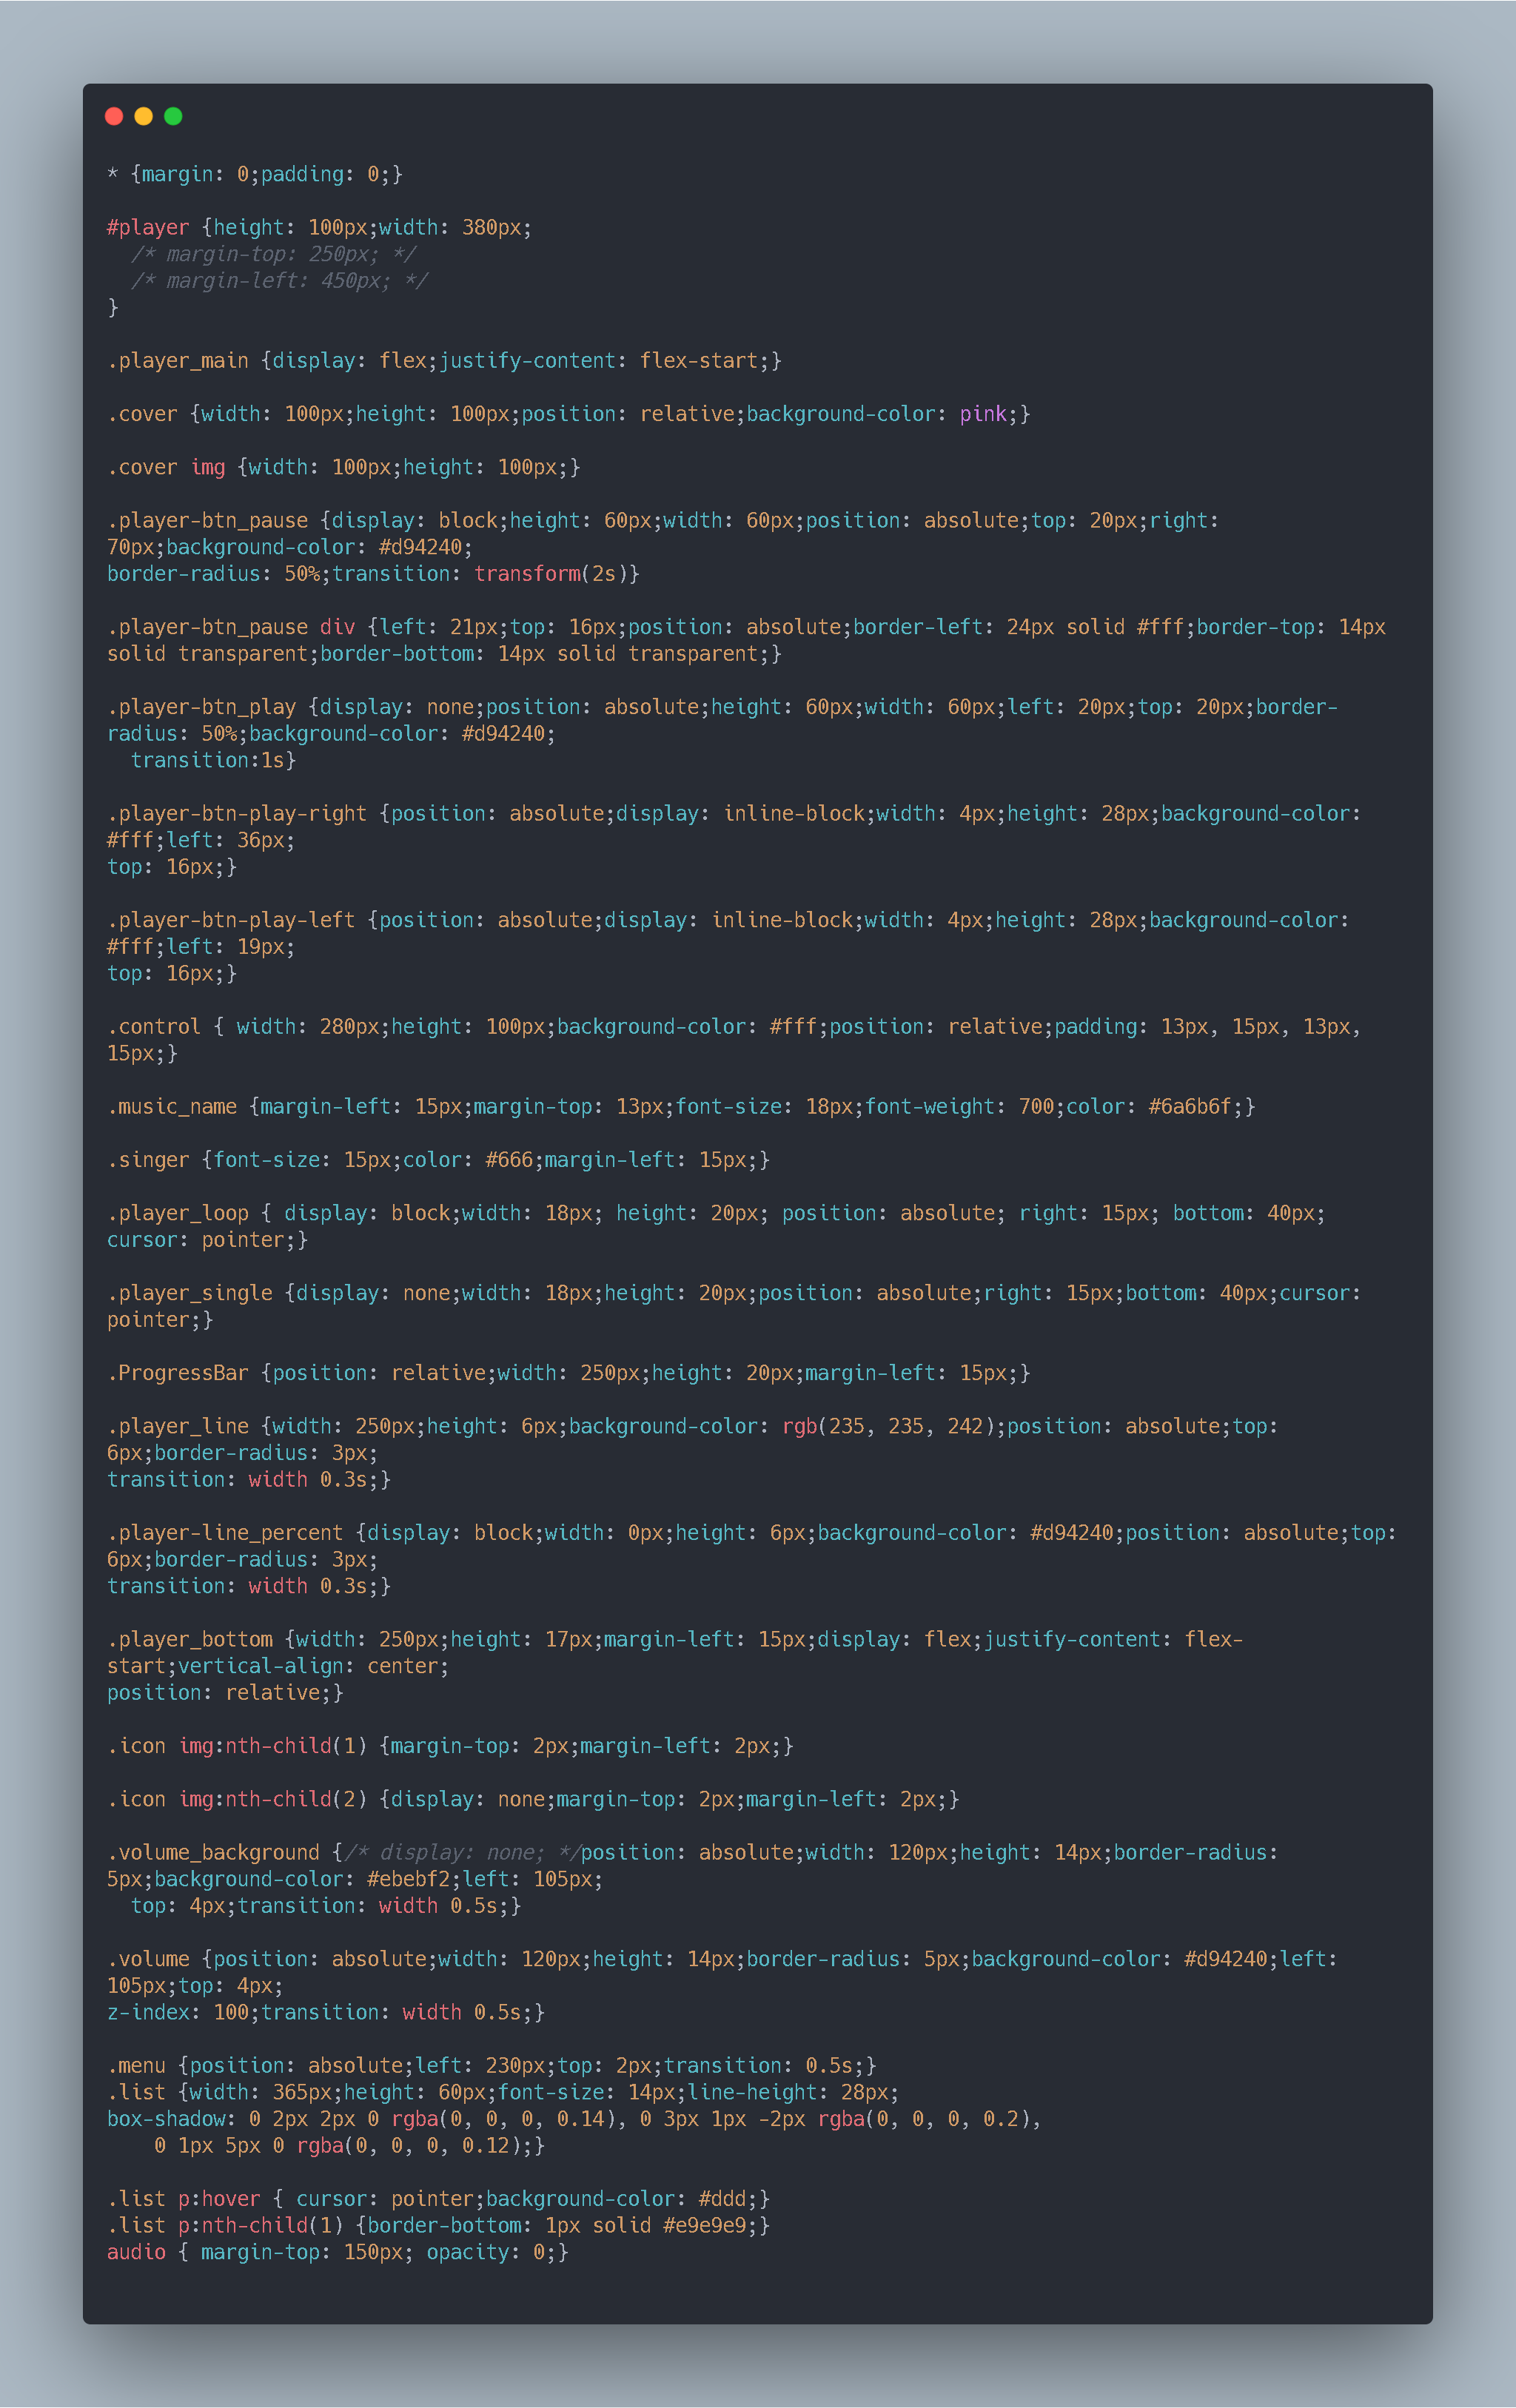 * {margin: 0;padding: 0;}

#player {height: 100px;width: 380px;
  /* margin-top: 250px; */
  /* margin-left: 450px; */
}

.player_main {display: flex;justify-content: flex-start;}

.cover {width: 100px;height: 100px;position: relative;background-color: pink;}

.cover img {width: 100px;height: 100px;}

.player-btn_pause {display: block;height: 60px;width: 60px;position: absolute;top: 20px;right:
70px;background-color: #d94240;
border-radius: 50%;transition: transform(2s)}

.player-btn_pause div {left: 21px;top: 16px;position: absolute;border-left: 24px solid #fff;border-top: 14px
solid transparent;border-bottom: 14px solid transparent;}

.player-btn_play {display: none;position: absolute;height: 60px;width: 60px;left: 20px;top: 20px;border-
radius: 50%;background-color: #d94240;
  transition:1s}

.player-btn-play-right {position: absolute;display: inline-block;width: 4px;height: 28px;background-color:
#fff;left: 36px;
top: 16px;}

.player-btn-play-left {position: absolute;display: inline-block;width: 4px;height: 28px;background-color:
#fff;left: 19px;
top: 16px;}

.control { width: 280px;height: 100px;background-color: #fff;position: relative;padding: 13px, 15px, 13px,
15px;}

.music_name {margin-left: 15px;margin-top: 13px;font-size: 18px;font-weight: 700;color: #6a6b6f;}

.singer {font-size: 15px;color: #666;margin-left: 15px;}

.player_loop { display: block;width: 18px; height: 20px; position: absolute; right: 15px; bottom: 40px;
cursor: pointer;}

.player_single {display: none;width: 18px;height: 20px;position: absolute;right: 15px;bottom: 40px;cursor:
pointer;}

.ProgressBar {position: relative;width: 250px;height: 20px;margin-left: 15px;}

.player_line {width: 250px;height: 6px;background-color: rgb(235, 235, 242);position: absolute;top:
6px;border-radius: 3px;
transition: width 0.3s;}

.player-line_percent {display: block;width: 0px;height: 6px;background-color: #d94240;position: absolute;top:
6px;border-radius: 3px;
transition: width 0.3s;}

.player_bottom {width: 250px;height: 17px;margin-left: 15px;display: flex;justify-content: flex-
start;vertical-align: center;
position: relative;}

.icon img:nth-child(1) {margin-top: 2px;margin-left: 2px;}

.icon img:nth-child(2) {display: none;margin-top: 2px;margin-left: 2px;}

.volume_background {/* display: none; */position: absolute;width: 120px;height: 14px;border-radius:
5px;background-color: #ebebf2;left: 105px;
  top: 4px;transition: width 0.5s;}

.volume {position: absolute;width: 120px;height: 14px;border-radius: 5px;background-color: #d94240;left:
105px;top: 4px;
z-index: 100;transition: width 0.5s;}

.menu {position: absolute;left: 230px;top: 2px;transition: 0.5s;}
.list {width: 365px;height: 60px;font-size: 14px;line-height: 28px;
box-shadow: 0 2px 2px 0 rgba(0, 0, 0, 0.14), 0 3px 1px -2px rgba(0, 0, 0, 0.2),
    0 1px 5px 0 rgba(0, 0, 0, 0.12);}

.list p:hover { cursor: pointer;background-color: #ddd;}
.list p:nth-child(1) {border-bottom: 1px solid #e9e9e9;}
audio { margin-top: 150px; opacity: 0;}